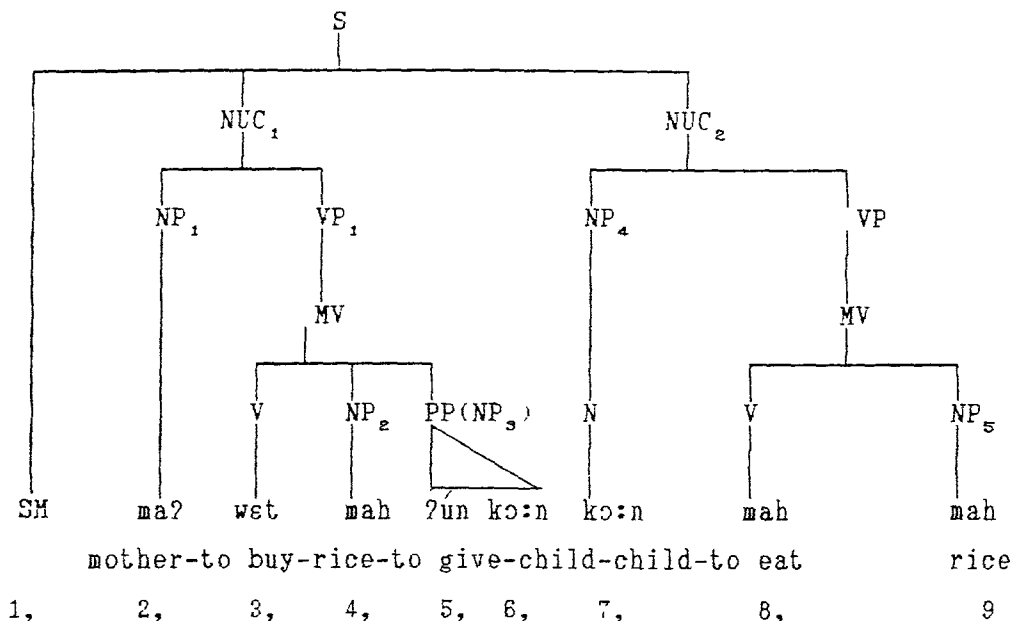 S
NUC₁ NUC₂
NP₁ VP₁ NP₄ VP
MV MV
V NP₂ PP(NP₃) N V NP₅
SM maʔ wɛt mah ʔún kɔ:n kɔ:n mah mah
mother-to buy-rice-to give-child-child-to eat rice
1, 2, 3, 4, 5, 6, 7, 8, 9